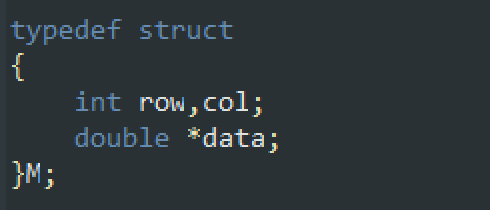 typedef struct
{
    int row,col;
    double *data;
}M;